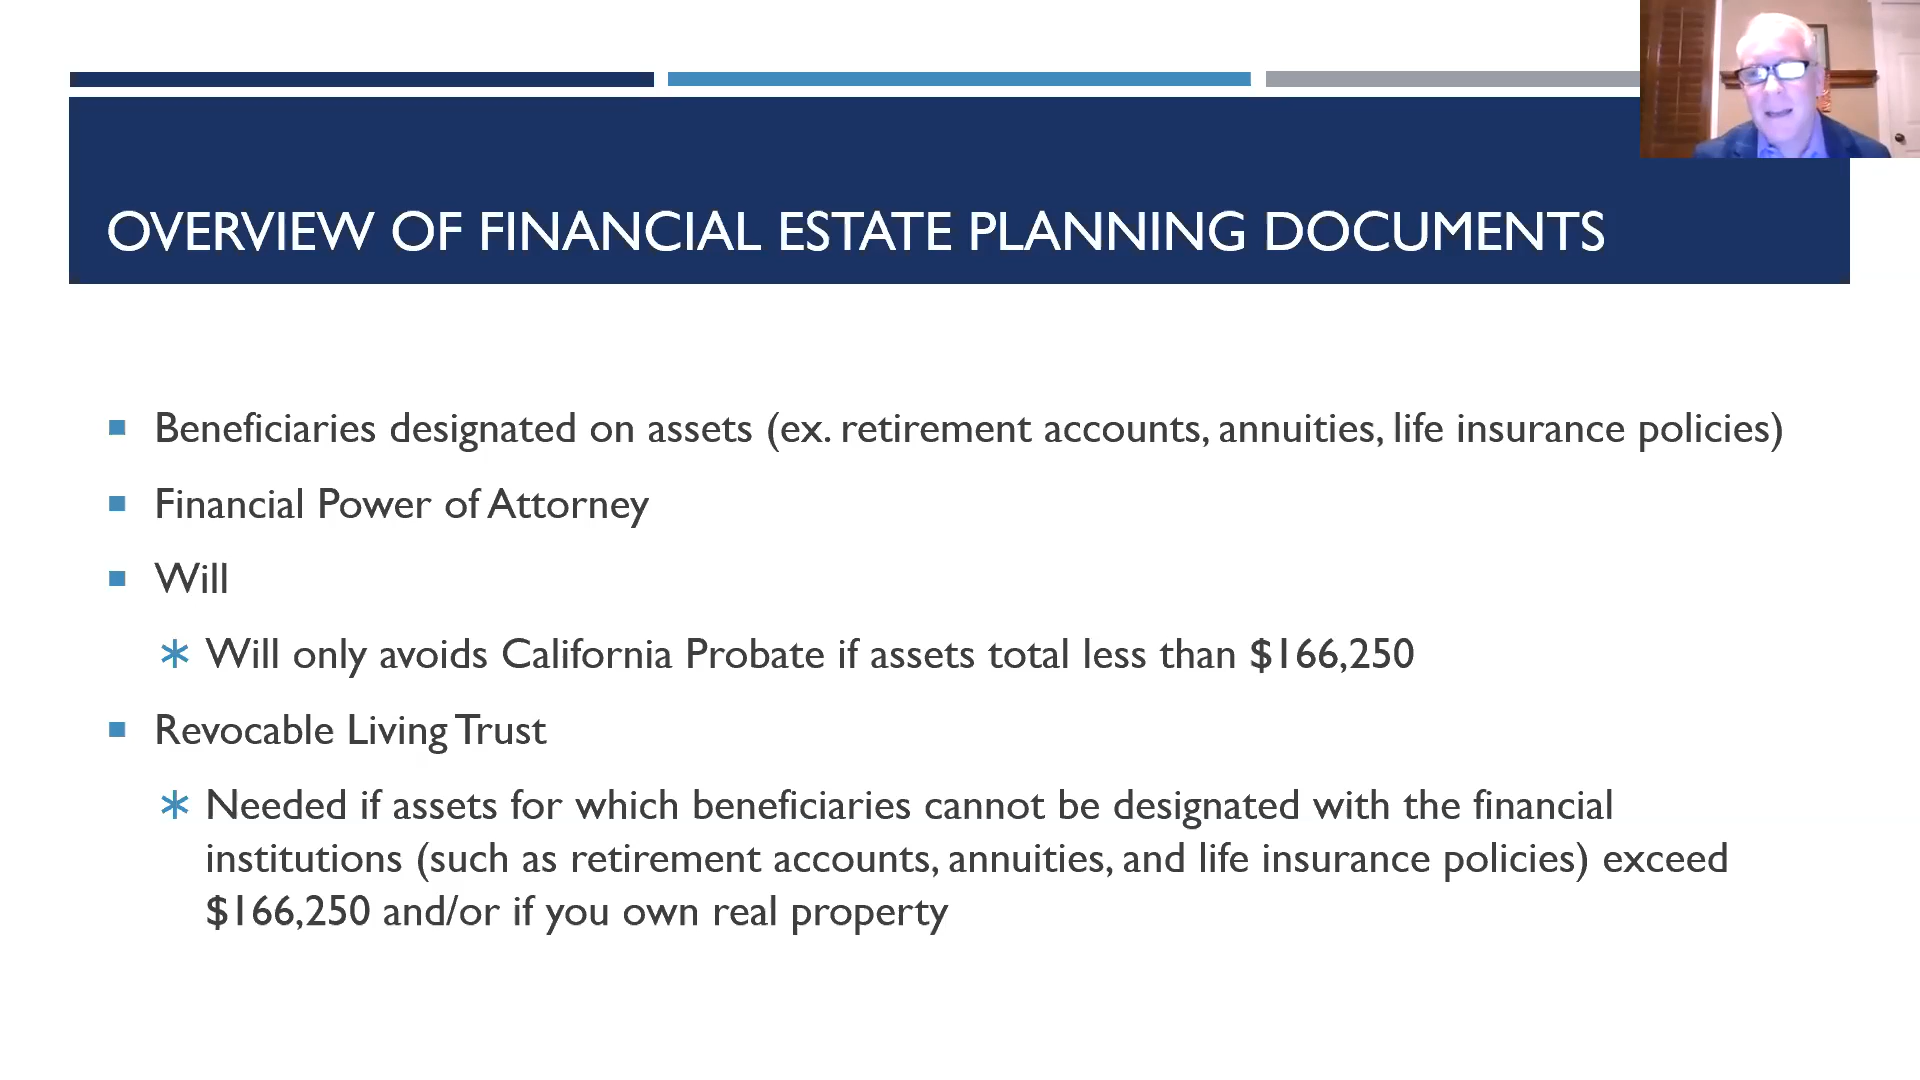 OVERVIEW OF FINANCIAL ESTATE PLANNING DOCUMENTS
Beneficiaries designated on assets (ex. retirement accounts, annuities, life insurance policies)
Financial Power of Attorney
Will
Will only avoids California Probate if assets total less than $166,250
Revocable Living Trust
Needed if assets for which beneficiaries cannot be designated with the financial
institutions (such as retirement accounts, annuities, and life insurance policies) exceed
$166,250 and/or if you own real property